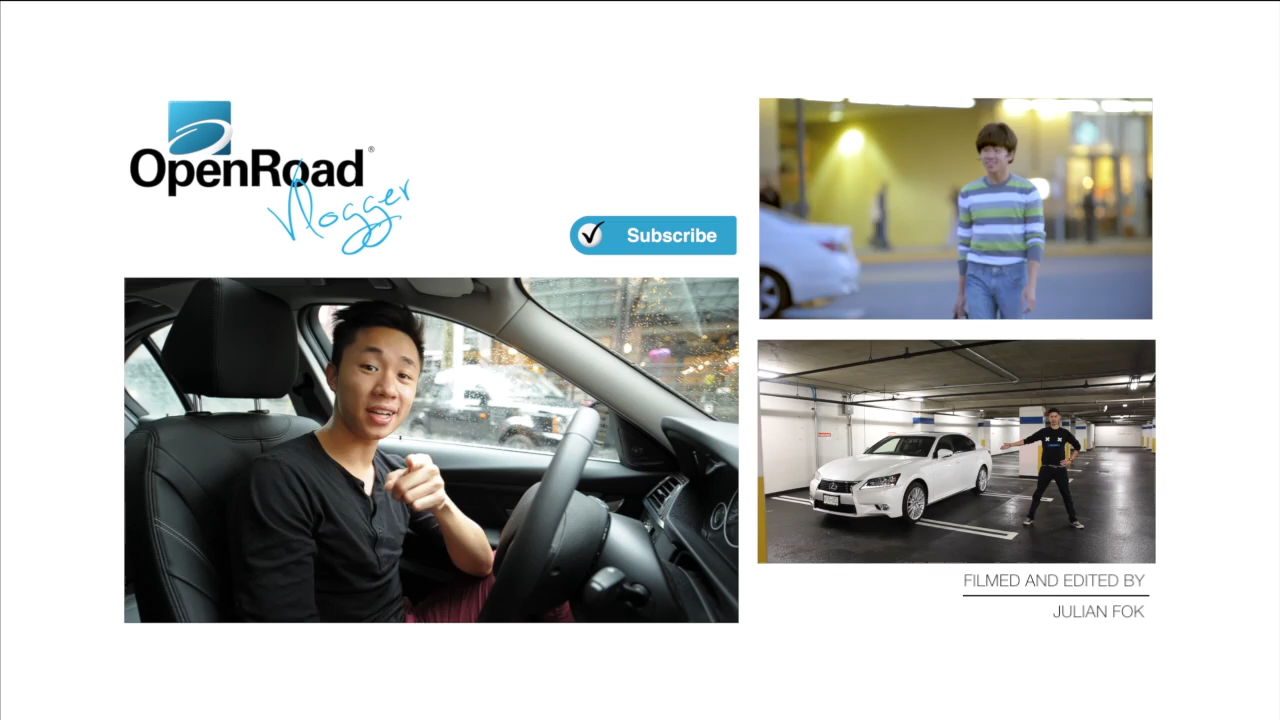 OpenRoad®
Vlogger
Subscribe
FILMED AND EDITED BY
JULIAN FOK